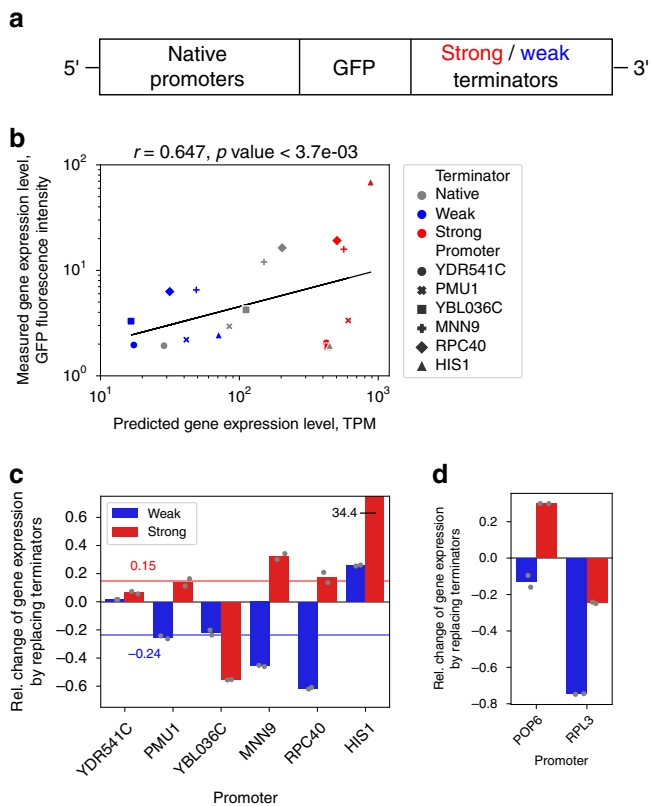 a
5'
Native
promoters
GFP
Strong / weak
terminators
3'
b
r = 0.647, p value < 3.7e-03
Measured gene expression level,
GFP fluorescence intensity
10²
10¹
10⁰
10¹
10²
10³
Predicted gene expression level, TPM
Terminator
Native
Weak
Strong
Promoter
YDR541C
PMU1
YBL036C
MNN9
RPC40
HIS1
c
Rel. change of gene expression
by replacing terminators
0.6
0.4
0.2
0.0
−0.2
−0.4
−0.6
Weak
Strong
34.4
0.15
−0.24
YDR541C
PMU1
YBL036C
MNN9
RPC40
HIS1
Promoter
d
Rel. change of gene expression
by replacing terminators
0.2
0.0
−0.2
−0.4
−0.6
−0.8
POP6
RPL3
Promoter